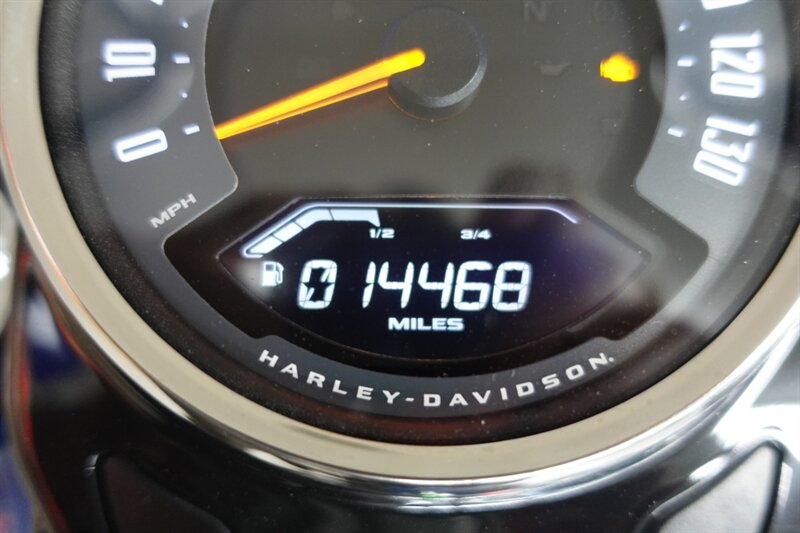 10
0
MPH
120
130
1/2 3/4
014468
MILES
HARLEY-DAVIDSON.